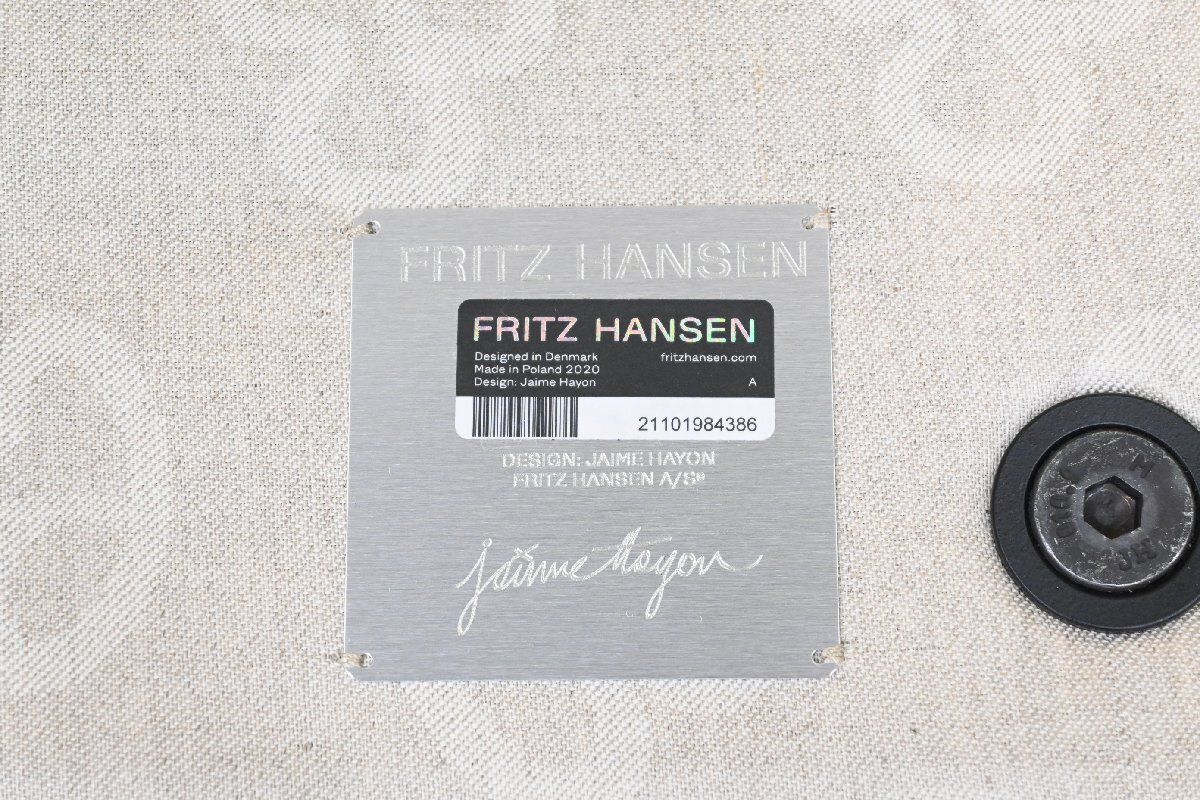 FRITZ HANSEN
FRITZ HANSEN
Designed in Denmark fritzhansen.com
Made in Poland 2020
Design: Jaime Hayon A
21101984386
DESIGN: JAIME HAYON
FRITZ HANSEN A/S®
Jaime Hayon